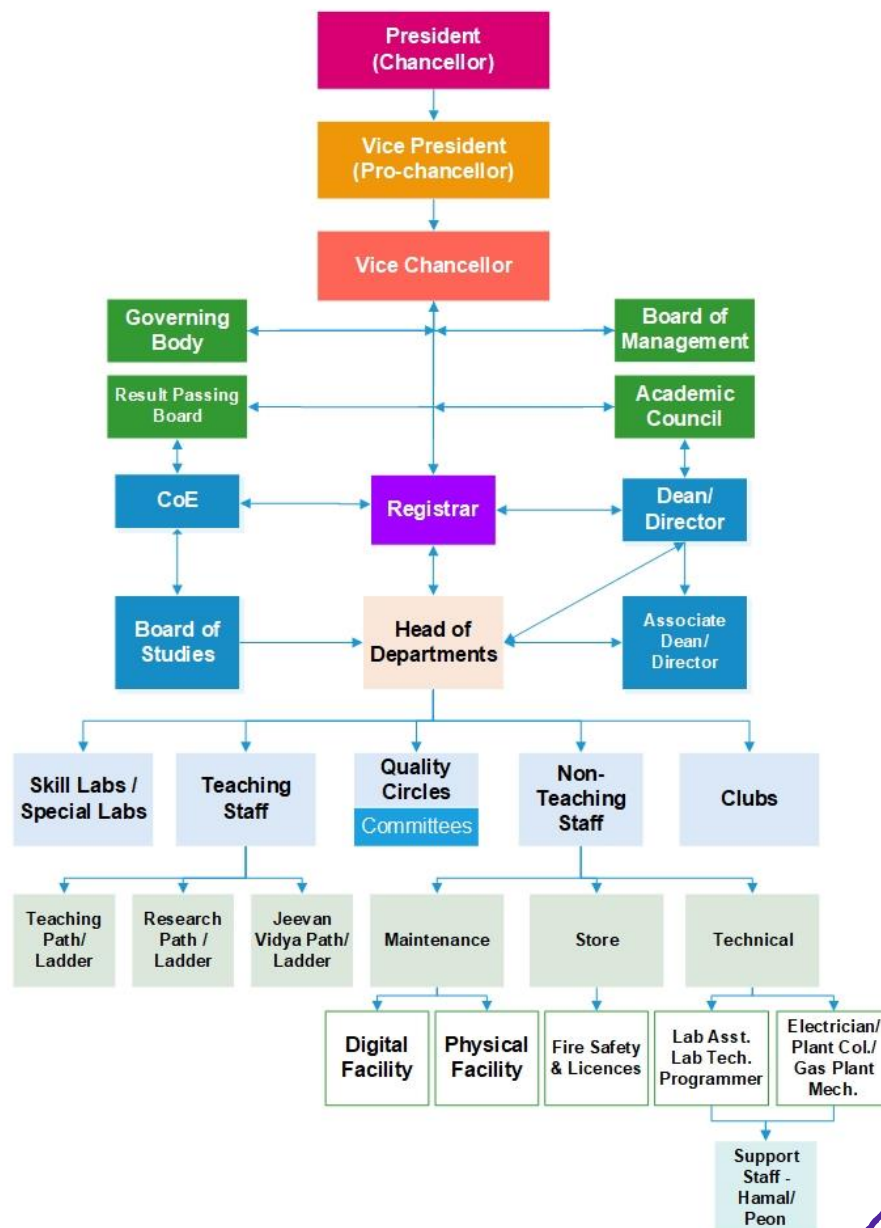 President
(Chancellor)
Vice President
(Pro-chancellor)
Vice Chancellor
Governing
Body
Board of
Management
Result Passing
Board
Academic
Council
CoE
Registrar
Dean/
Director
Board of
Studies
Head of
Departments
Associate
Dean/
Director
Skill Labs /
Special Labs
Teaching
Staff
Quality
Circles
Committees
Non-
Teaching
Staff
Clubs
Teaching
Path/
Ladder
Research
Path /
Ladder
Jeevan
Vidya Path/
Ladder
Maintenance
Store
Technical
Digital
Facility
Physical
Facility
Fire Safety
& Licences
Lab Asst.
Lab Tech.
Programmer
Electrician/
Plant Col./
Gas Plant
Mech.
Support
Staff -
Hamal/
Peon